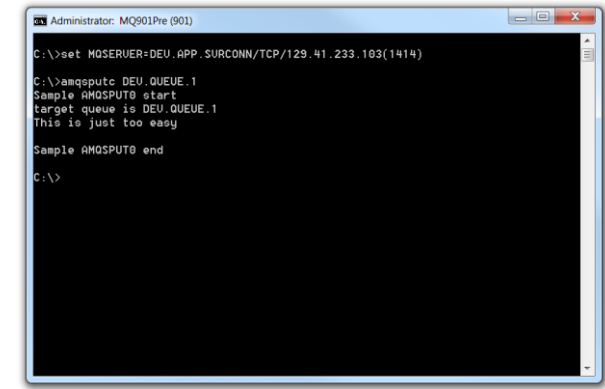 Administrator: MQ901Pre (901)
C:\>set MQSERVER=DEV.APP.SVRCONN/TCP/129.41.233.103(1414)
C:\>amqsputc DEV.QUEUE.1
Sample AMQSPUT0 start
target queue is DEV.QUEUE.1
This is just too easy
Sample AMQSPUT0 end
C:\>